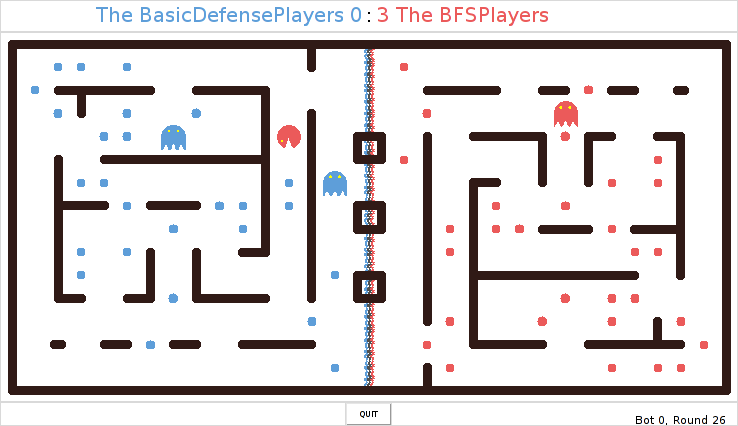 The BasicDefensePlayers 0 : 3 The BFSPlayers
QUIT
Bot 0, Round 26